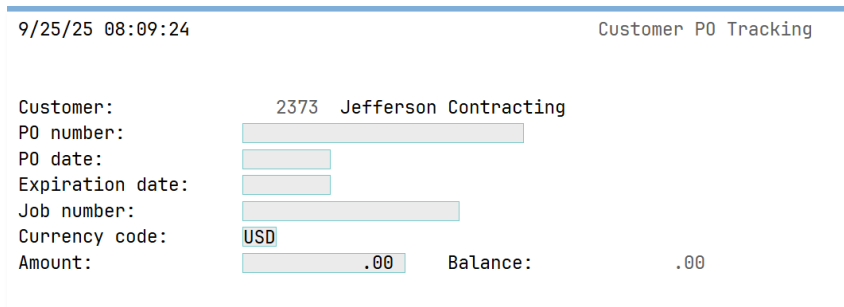 9/25/25 08:09:24 Customer PO Tracking
Customer: 2373 Jefferson Contracting
PO number:
PO date:
Expiration date:
Job number:
Currency code: USD
Amount: .00 Balance: .00